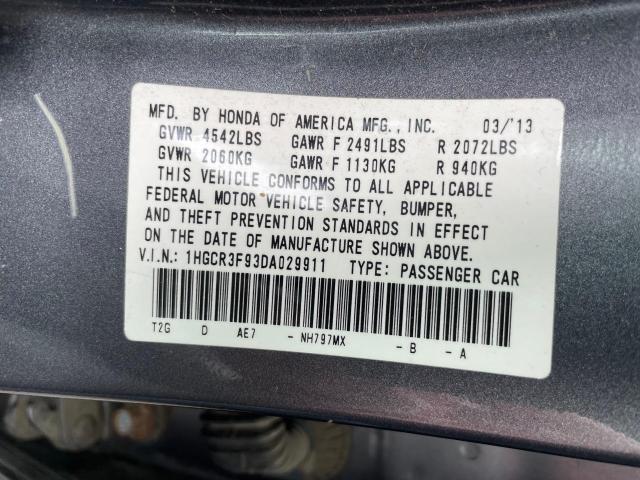 MFD. BY HONDA OF AMERICA MFG., INC. 03/'13
GVWR 4542LBS GAWR F 2491LBS R 2072LBS
GVWR 2060KG GAWR F 1130KG R 940KG
THIS VEHICLE CONFORMS TO ALL APPLICABLE
FEDERAL MOTOR VEHICLE SAFETY, BUMPER,
AND THEFT PREVENTION STANDARDS IN EFFECT
ON THE DATE OF MANUFACTURE SHOWN ABOVE.
V.I.N.: 1HGCR3F93DA029911 TYPE: PASSENGER CAR
T2G D AE7 - NH797MX - B - A